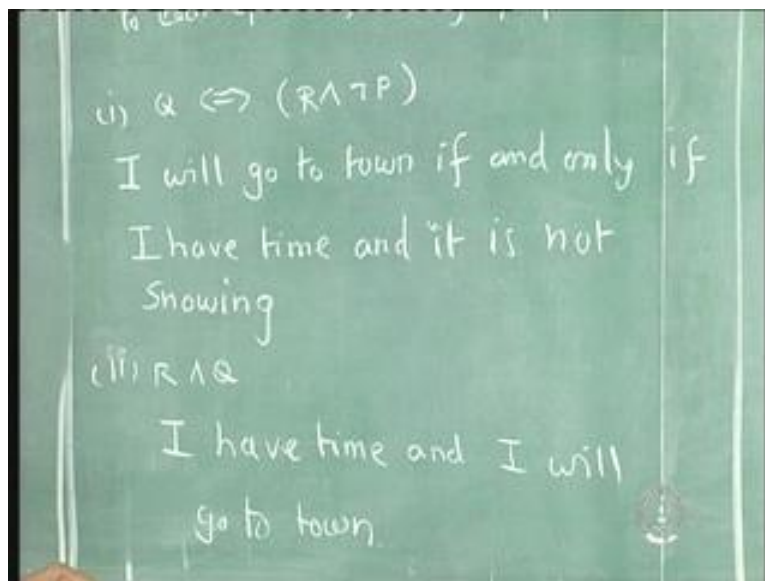 (i) Q ⇔ (R∧¬P)
I will go to town if and only if
I have time and it is not
Snowing
(ii) R ∧ Q
I have time and I will
go to town